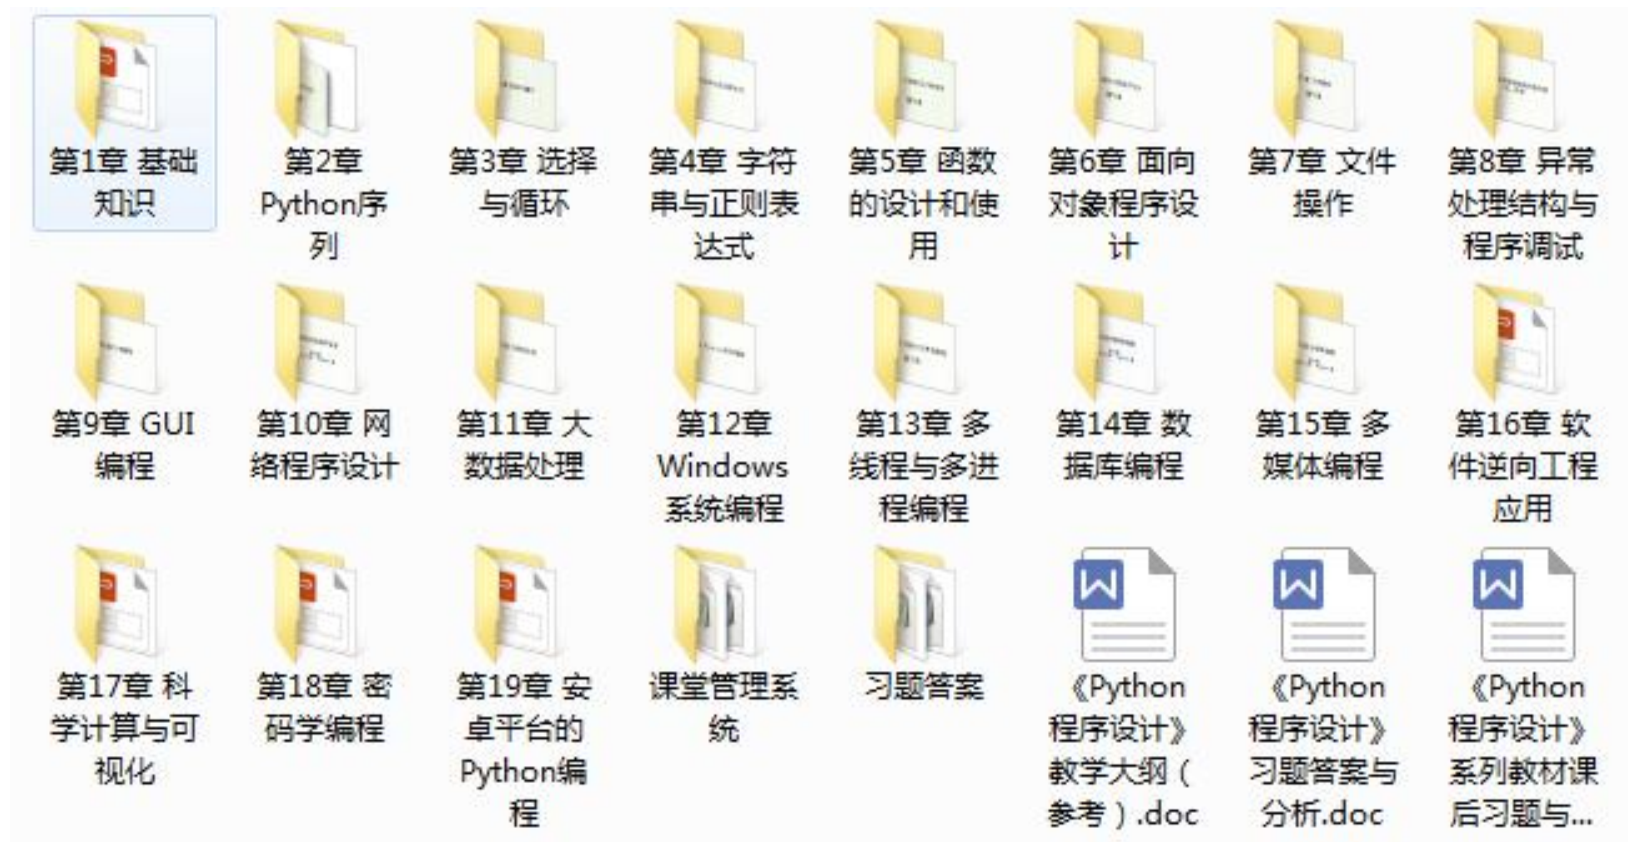 第1章 基础
知识
第2章
Python序
列
第3章 选择
与循环
第4章 字符
串与正则表
达式
第5章 函数
的设计和使
用
第6章 面向
对象程序设
计
第7章 文件
操作
第8章 异常
处理结构与
程序调试
第9章 GUI
编程
第10章 网
络程序设计
第11章 大
数据处理
第12章
Windows
系统编程
第13章 多
线程与多进
程编程
第14章 数
据库编程
第15章 多
媒体编程
第16章 软
件逆向工程
应用
第17章 科
学计算与可
视化
第18章 密
码学编程
第19章 安
卓平台的
Python编
程
课堂管理系
统
习题答案
《Python
程序设计》
教学大纲（
参考）.doc
《Python
程序设计》
习题答案与
分析.doc
《Python
程序设计》
系列教材课
后习题与...